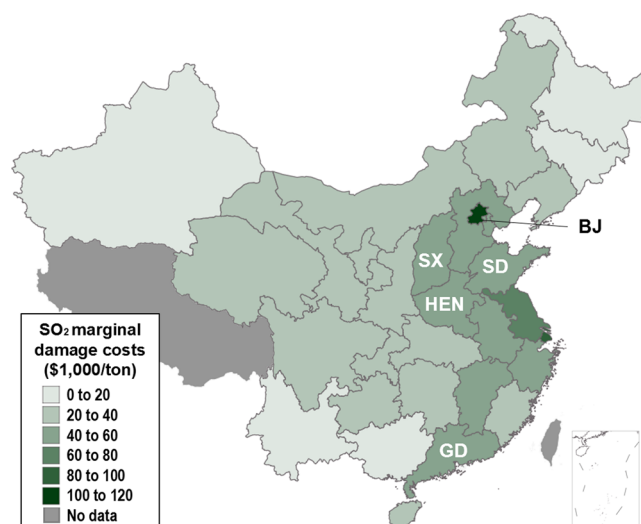 BJ
SX
SD
HEN
GD
SO₂ marginal
damage costs
($1,000/ton)
0 to 20
20 to 40
40 to 60
60 to 80
80 to 100
100 to 120
No data